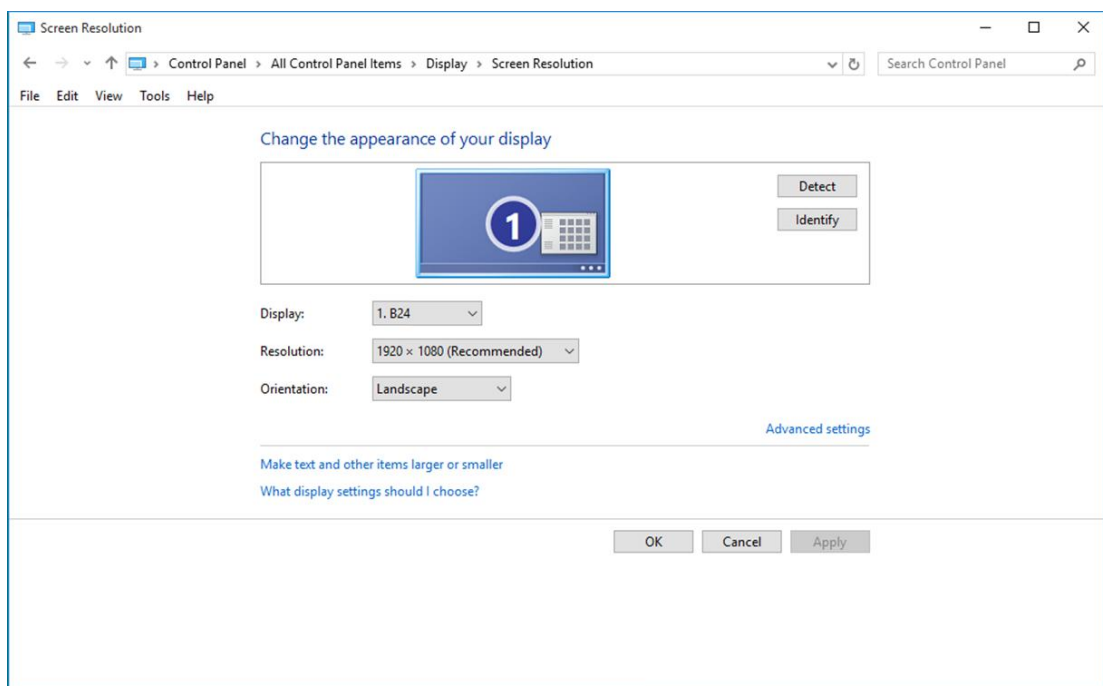 Screen Resolution
Control Panel > All Control Panel Items > Display > Screen Resolution
Search Control Panel
File Edit View Tools Help
Change the appearance of your display
1
Detect
Identify
Display: 1. B24
Resolution: 1920 × 1080 (Recommended)
Orientation: Landscape
Advanced settings
Make text and other items larger or smaller
What display settings should I choose?
OK Cancel Apply